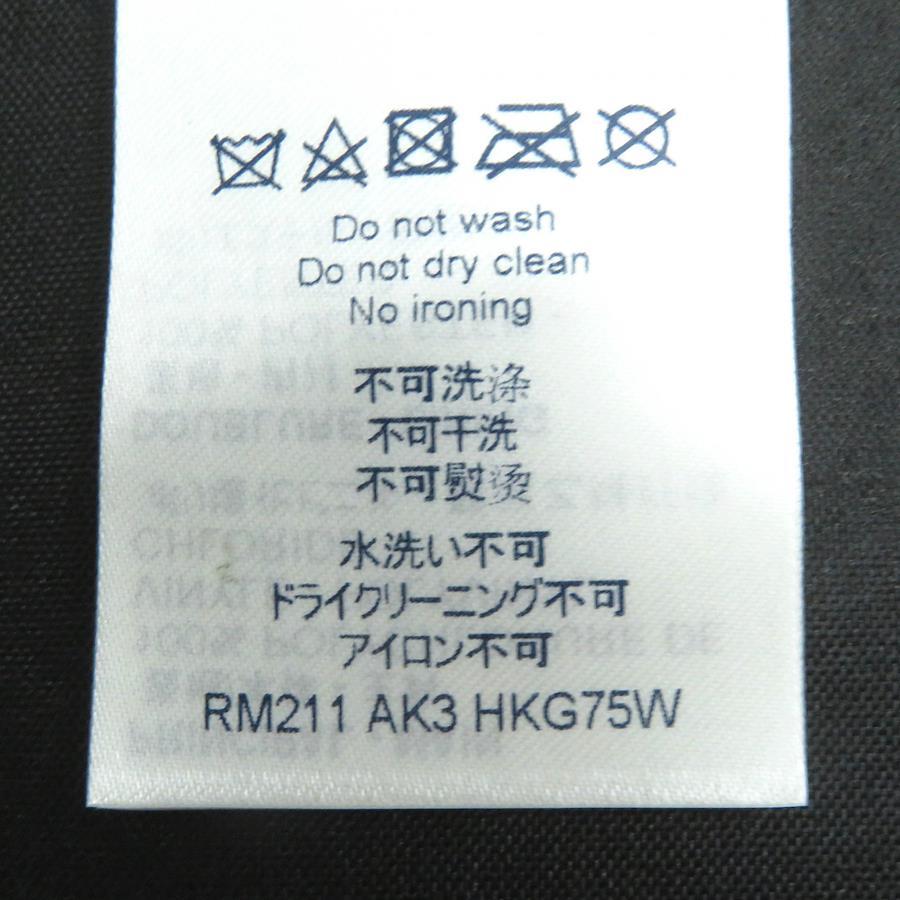 Do not wash
Do not dry clean
No ironing
不可洗涤
不可干洗
不可熨烫
水洗い不可
ドライクリーニング不可
アイロン不可
RM211 AK3 HKG75W